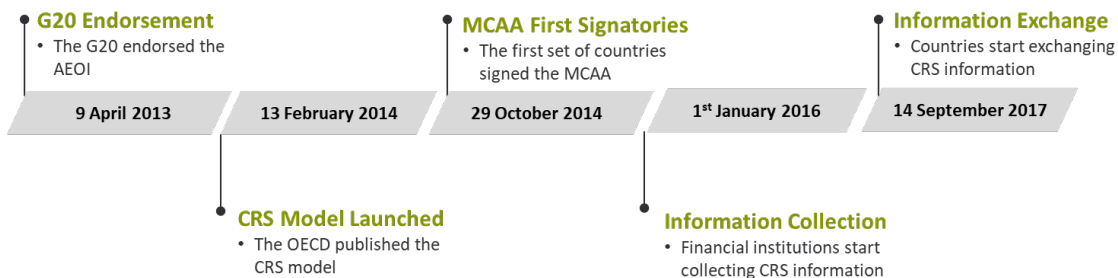 G20 Endorsement
• The G20 endorsed the
AEOI
MCAA First Signatories
• The first set of countries
signed the MCAA
Information Exchange
• Countries start exchanging
CRS information
9 April 2013
13 February 2014
29 October 2014
1st January 2016
14 September 2017
CRS Model Launched
• The OECD published the
CRS model
Information Collection
• Financial institutions start
collecting CRS information